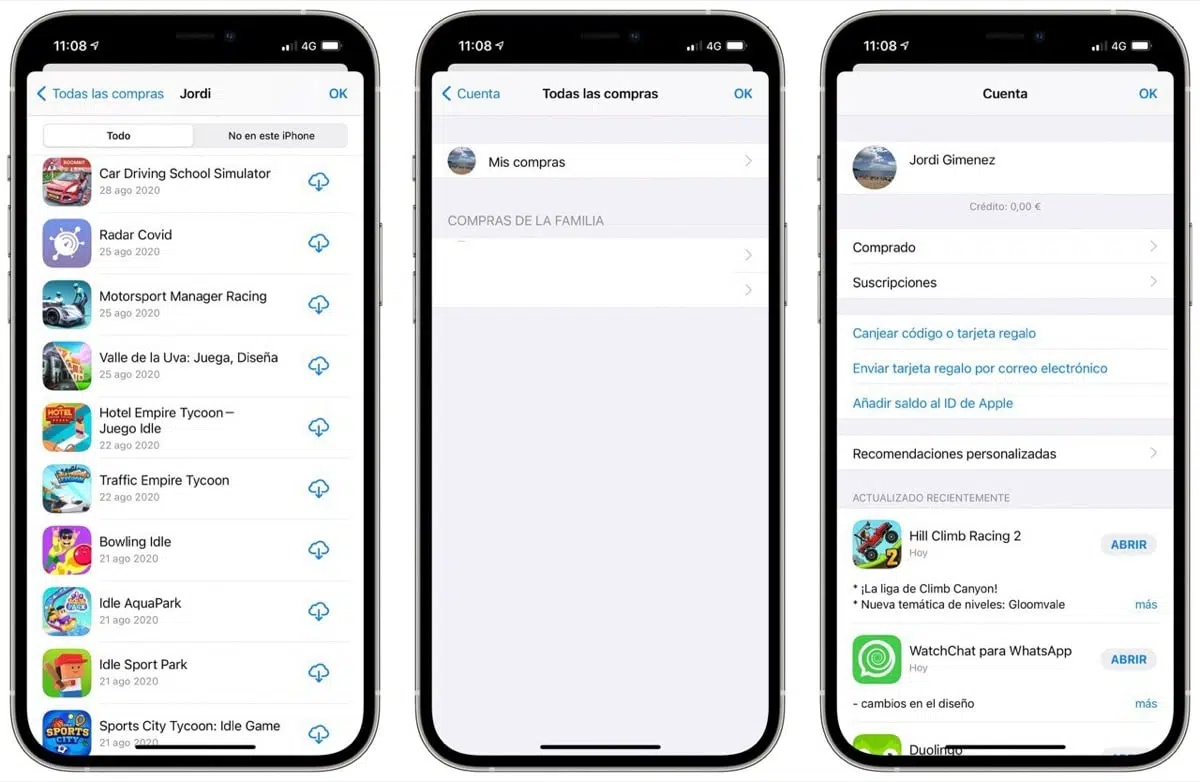 11:08
4G
Todas las compras
Jordi
OK
Todo
No en este iPhone
Car Driving School Simulator
28 ago 2020
Radar Covid
25 ago 2020
Motorsport Manager Racing
25 ago 2020
Valle de la Uva: Juega, Diseña
25 ago 2020
HOTEL
Hotel Empire Tycoon—
Juego Idle
22 ago 2020
Traffic Empire Tycoon
22 ago 2020
Bowling Idle
21 ago 2020
Idle AquaPark
21 ago 2020
Idle Sport Park
21 ago 2020
SPORTS
CITY
Sports City Tycoon: Idle Game
21 ago 2020
11:08
4G
Cuenta
Todas las compras
OK
Mis compras
COMPRAS DE LA FAMILIA
11:08
4G
Cuenta
OK
Jordi Gimenez
Crédito: 0,00 €
Comprado
Suscripciones
Canjear código o tarjeta regalo
Enviar tarjeta regalo por correo electrónico
Añadir saldo al ID de Apple
Recomendaciones personalizadas
ACTUALIZADO RECIENTEMENTE
2
Hill Climb Racing 2
Hoy
ABRIR
* ¡La liga de Climb Canyon!
* Nueva temática de niveles: Gloomvale
más
WatchChat para WhatsApp
Hoy
ABRIR
- cambios en el diseño
más
Duolingo